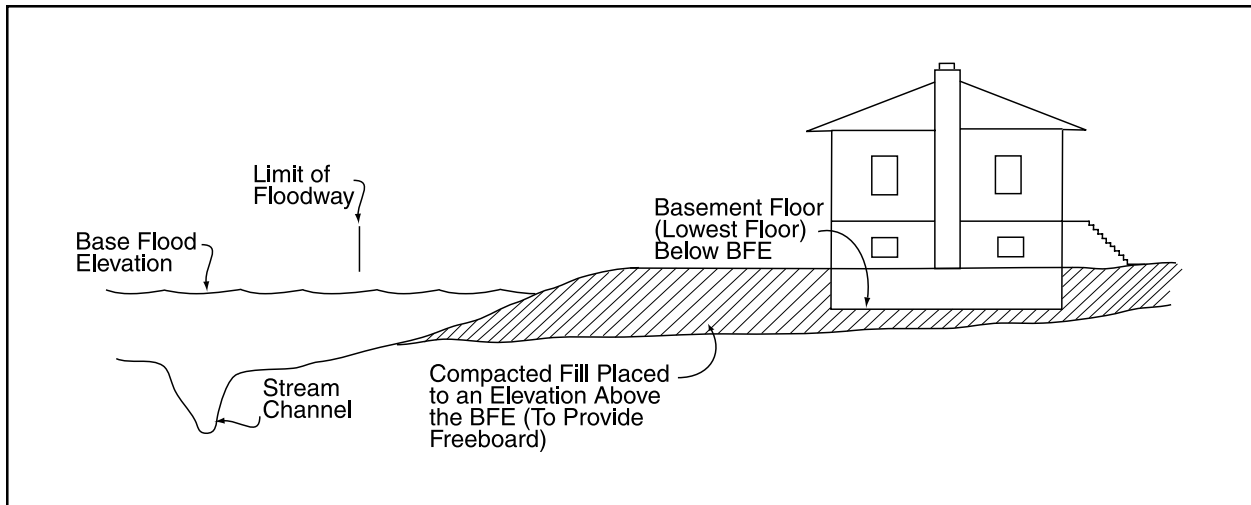 Limit of
Floodway
Base Flood
Elevation
Basement Floor
(Lowest Floor)
Below BFE
Stream
Channel
Compacted Fill Placed
to an Elevation Above
the BFE (To Provide
Freeboard)